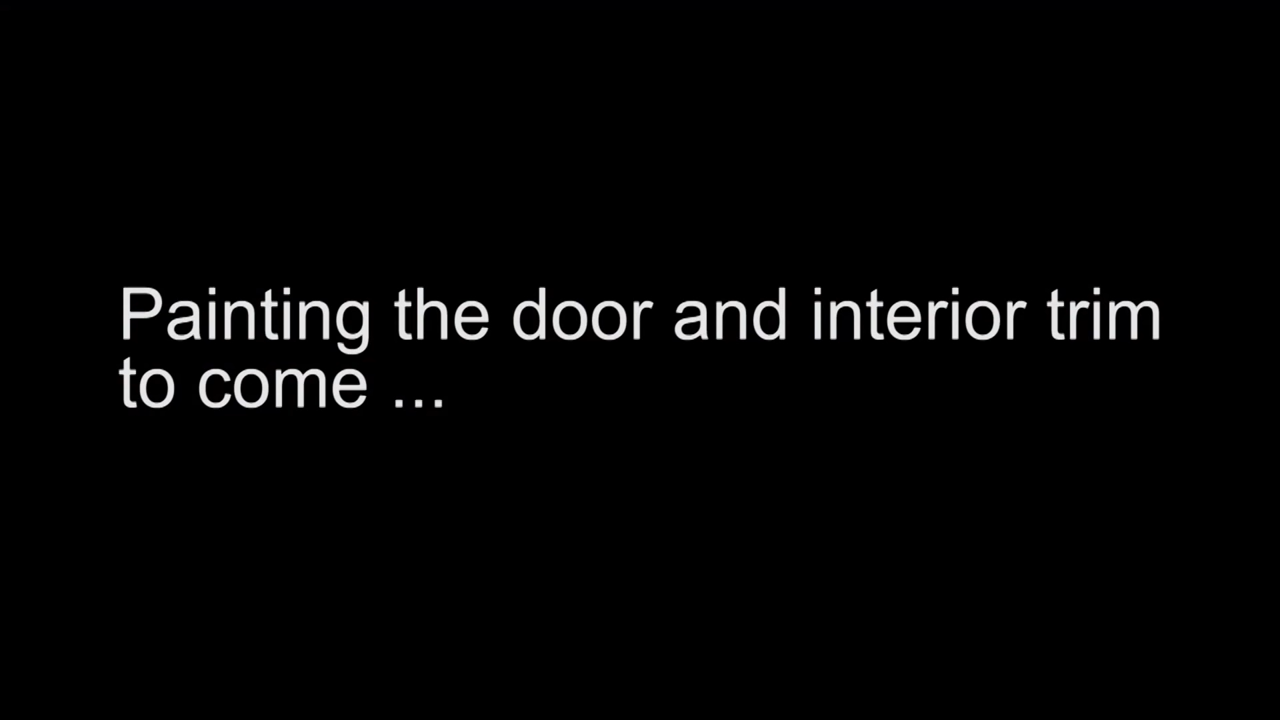 Painting the door and interior trim
to come ...